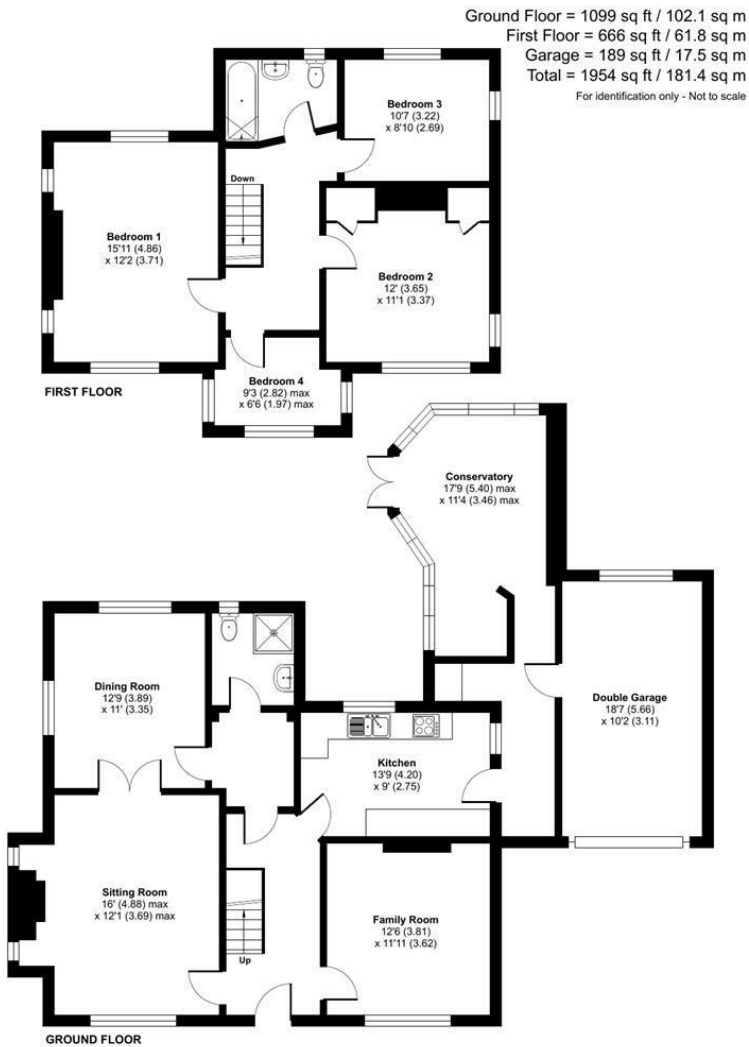 Ground Floor = 1099 sq ft / 102.1 sq m
First Floor = 666 sq ft / 61.8 sq m
Garage = 189 sq ft / 17.5 sq m
Total = 1954 sq ft / 181.4 sq m
For identification only - Not to scale
Bedroom 3
10'7 (3.22)
x 8'10 (2.69)
Down
Bedroom 1
15'11 (4.86)
x 12'2 (3.71)
Bedroom 2
12' (3.65)
x 11'1 (3.37)
Bedroom 4
9'3 (2.82) max
x 6'6 (1.97) max
FIRST FLOOR
Conservatory
17'9 (5.40) max
x 11'4 (3.46) max
Dining Room
12'9 (3.89)
x 11' (3.35)
Double Garage
18'7 (5.66)
x 10'2 (3.11)
Kitchen
13'9 (4.20)
x 9' (2.75)
Sitting Room
16' (4.88) max
x 12'1 (3.69) max
Family Room
12'6 (3.81)
x 11'11 (3.62)
Up
GROUND FLOOR